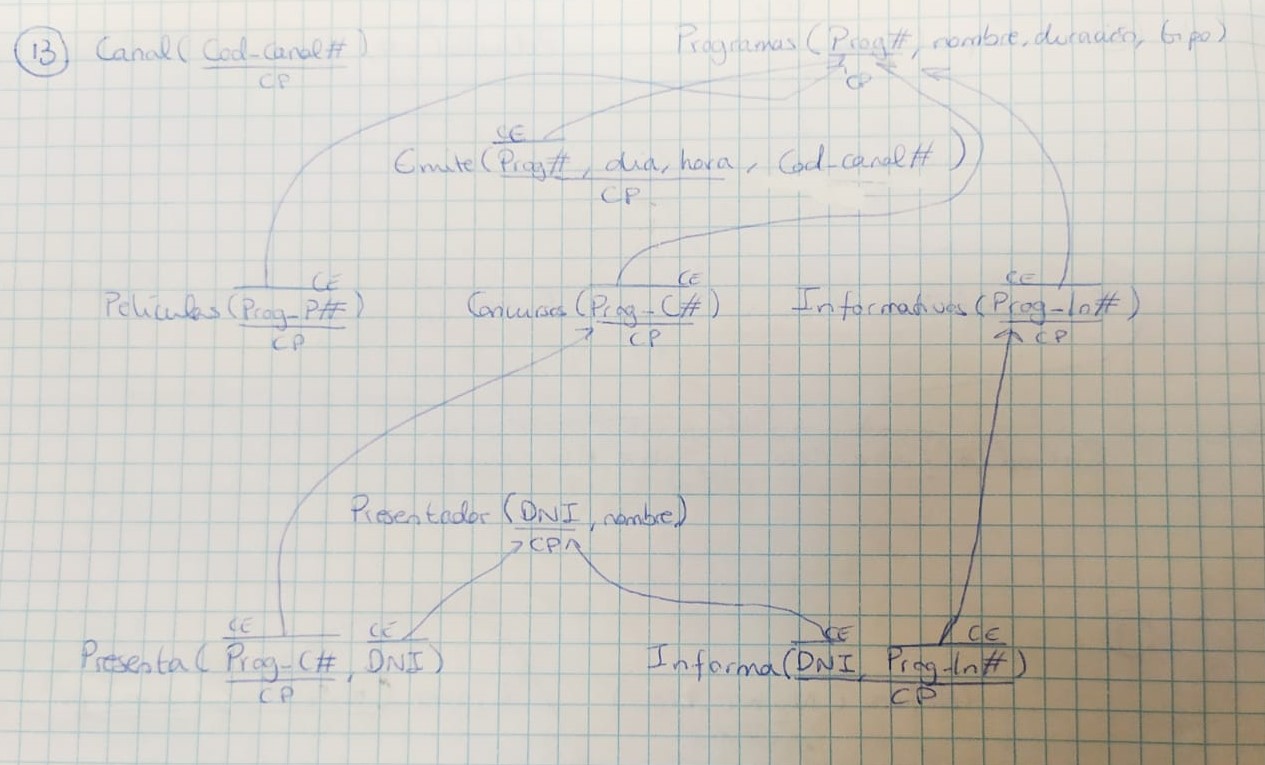 13 Canal( Cod-Canal# ) Programas ( Prog#, nombre, duración, tipo)
CP CP
CE
Emite( Prog#, dia, hora, Cod-canal# )
CP
CE CE CE
Películas (Prog-P# ) Concursos (Prog-C# ) Informativos (Prog-In# )
CP CP CP
Presentador (DNI, nombre)
CP
CE CE CE CE
Presenta( Prog-C#, DNI) Informa(DNI, Prog-In# )
CP CP